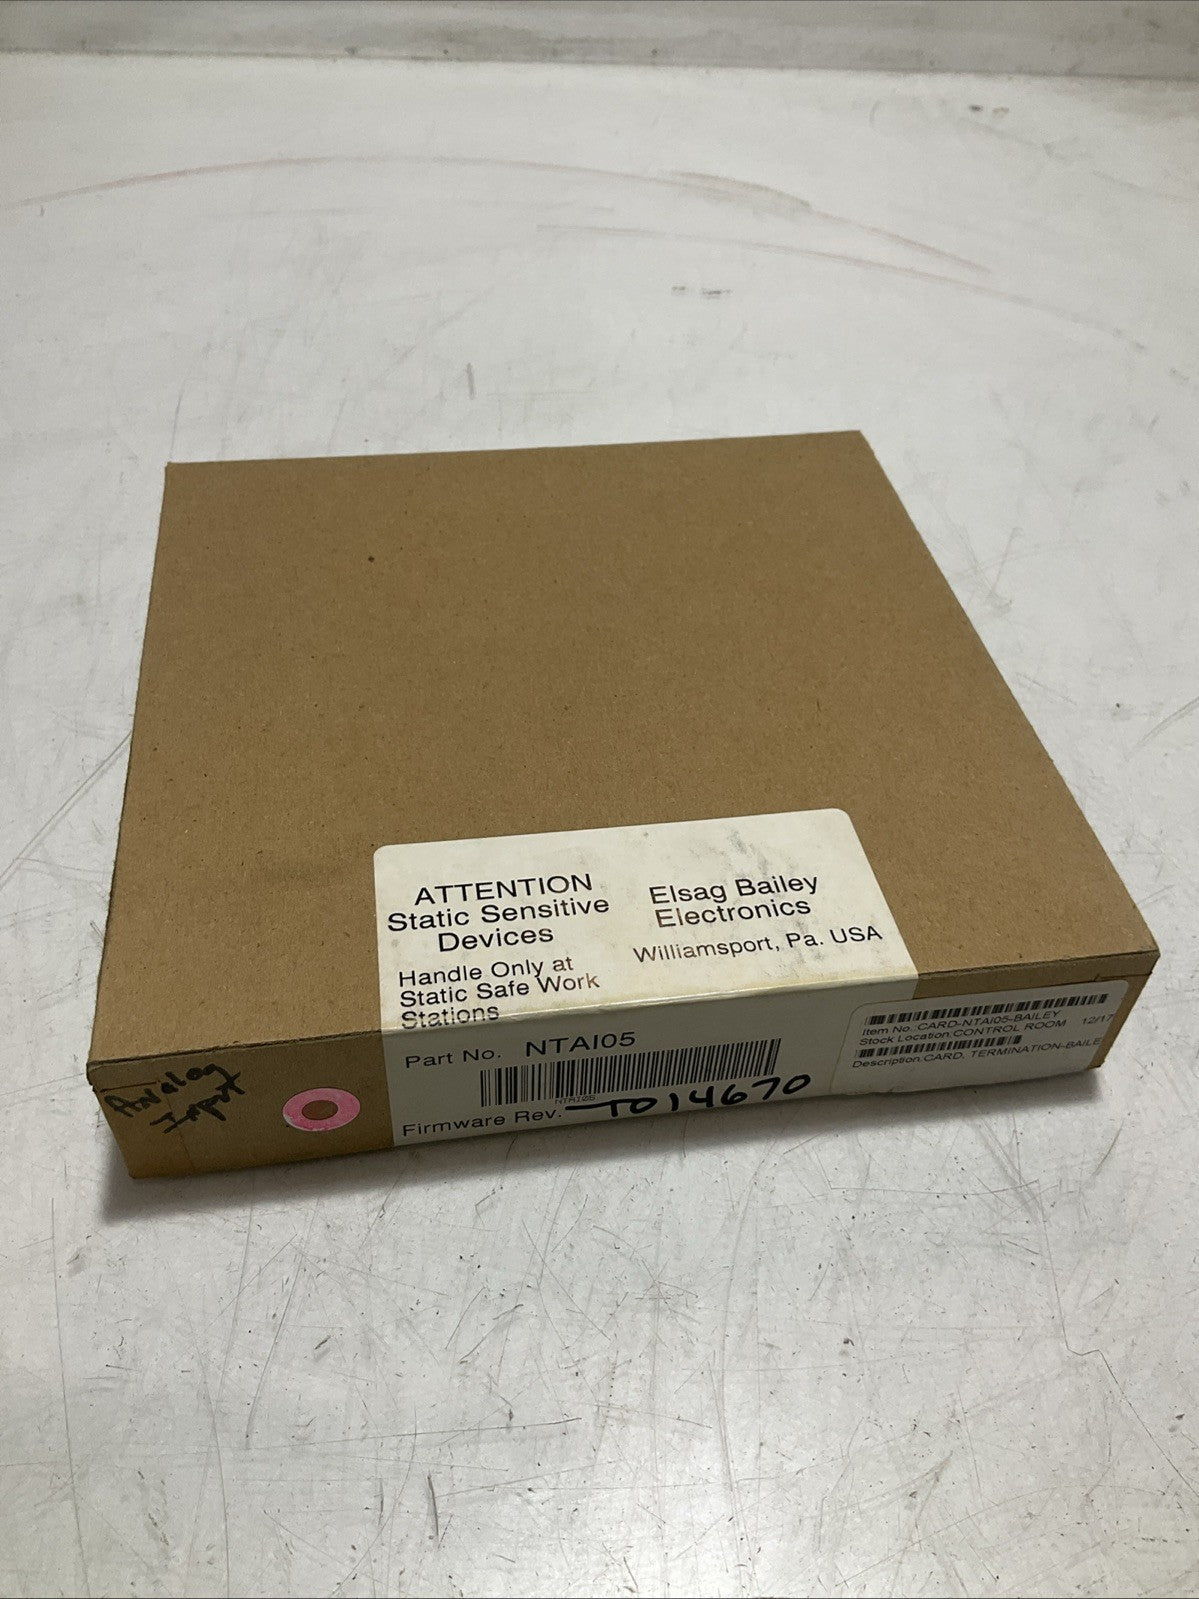 ATTENTION
Static Sensitive
Devices
Handle Only at
Static Safe Work
Stations
Elsag Bailey
Electronics
Williamsport, Pa. USA
Part No. NTAI05
NTAI05
Firmware Rev. T014670
Item No.:CARD-NTAI05-BAILEY
Stock Location:CONTROL ROOM 12/17
Description:CARD, TERMINATION-BAILE
Analog
Input